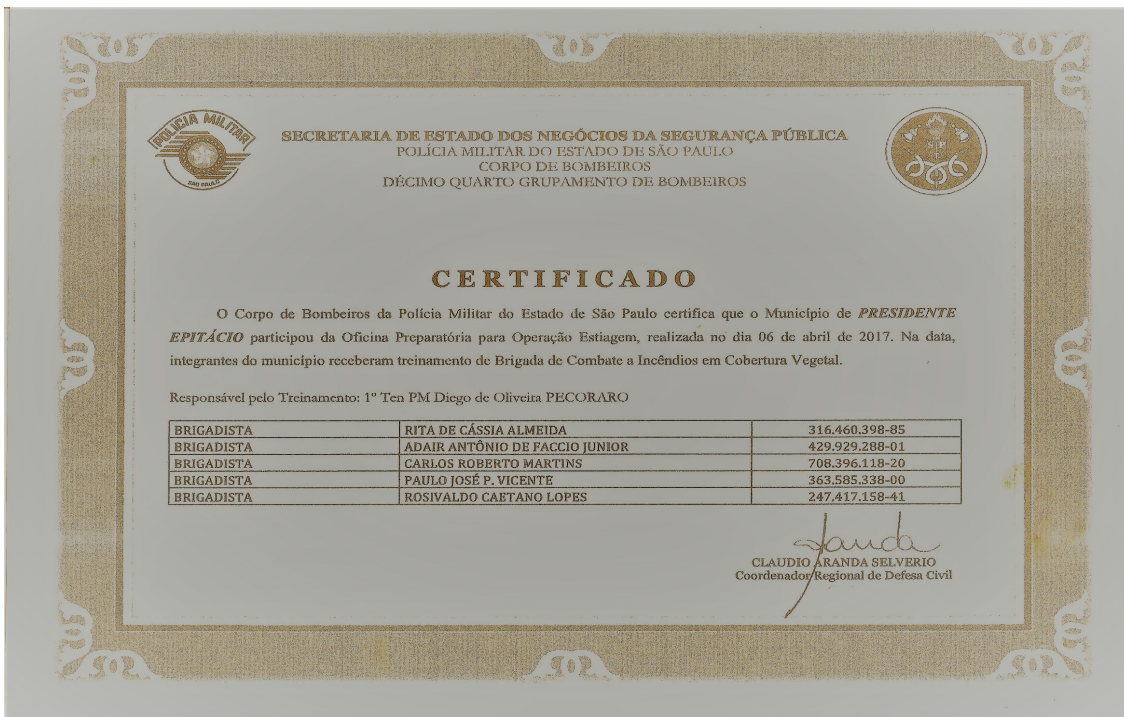 POLÍCIA MILITAR
SÃO PAULO
SECRETARIA DE ESTADO DOS NEGÓCIOS DA SEGURANÇA PÚBLICA
POLÍCIA MILITAR DO ESTADO DE SÃO PAULO
CORPO DE BOMBEIROS
DÉCIMO QUARTO GRUPAMENTO DE BOMBEIROS
SP
CERTIFICADO
O Corpo de Bombeiros da Polícia Militar do Estado de São Paulo certifica que o Município de PRESIDENTE
EPITÁCIO participou da Oficina Preparatória para Operação Estiagem, realizada no dia 06 de abril de 2017. Na data,
integrantes do município receberam treinamento de Brigada de Combate a Incêndios em Cobertura Vegetal.
Responsável pelo Treinamento: 1º Ten PM Diego de Oliveira PECORARO
BRIGADISTA RITA DE CÁSSIA ALMEIDA 316.460.398-85
BRIGADISTA ADAIR ANTÔNIO DE FACCIO JUNIOR 429.929.288-01
BRIGADISTA CARLOS ROBERTO MARTINS 708.396.118-20
BRIGADISTA PAULO JOSÉ P. VICENTE 363.585.338-00
BRIGADISTA ROSIVALDO CAETANO LOPES 247.417.158-41
CLAUDIO ARANDA SELVERIO
Coordenador Regional de Defesa Civil